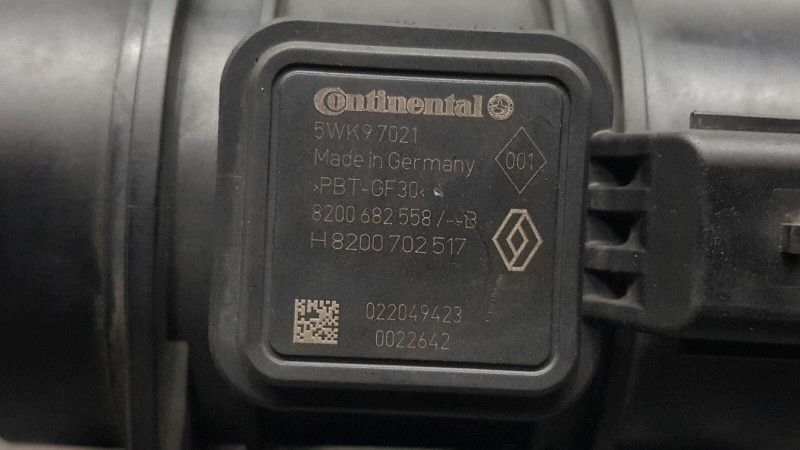 Continental
5WK9 7021
Made in Germany
001
>PBT-GF30<
8200 682 558 /--B
H 8200 702 517
022049423
0022642